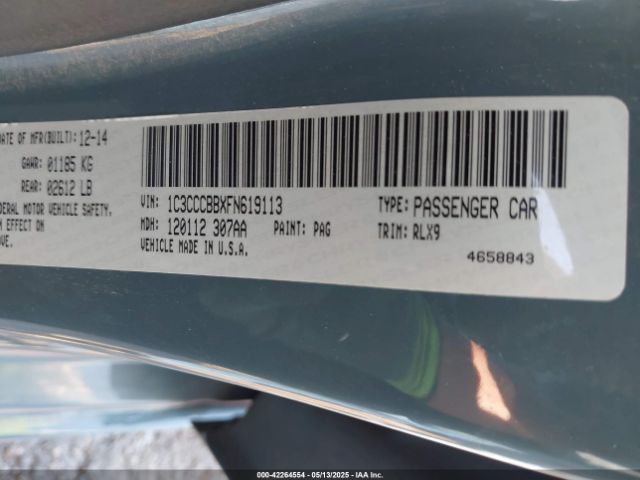 DATE OF MFR(BUILT): 12-14
GAWR: 01185 KG
REAR: 02612 LB
MOTOR VEHICLE SAFETY.
EFFECT ON
VIN: 1C3CCCBBXFN619113
TYPE: PASSENGER CAR
MDH: 120112 307AA
PAINT: PAG
TRIM: RLX9
VEHICLE MADE IN U.S.A.
4658843
000-42264554 - 05/13/2025 - IAA Inc.